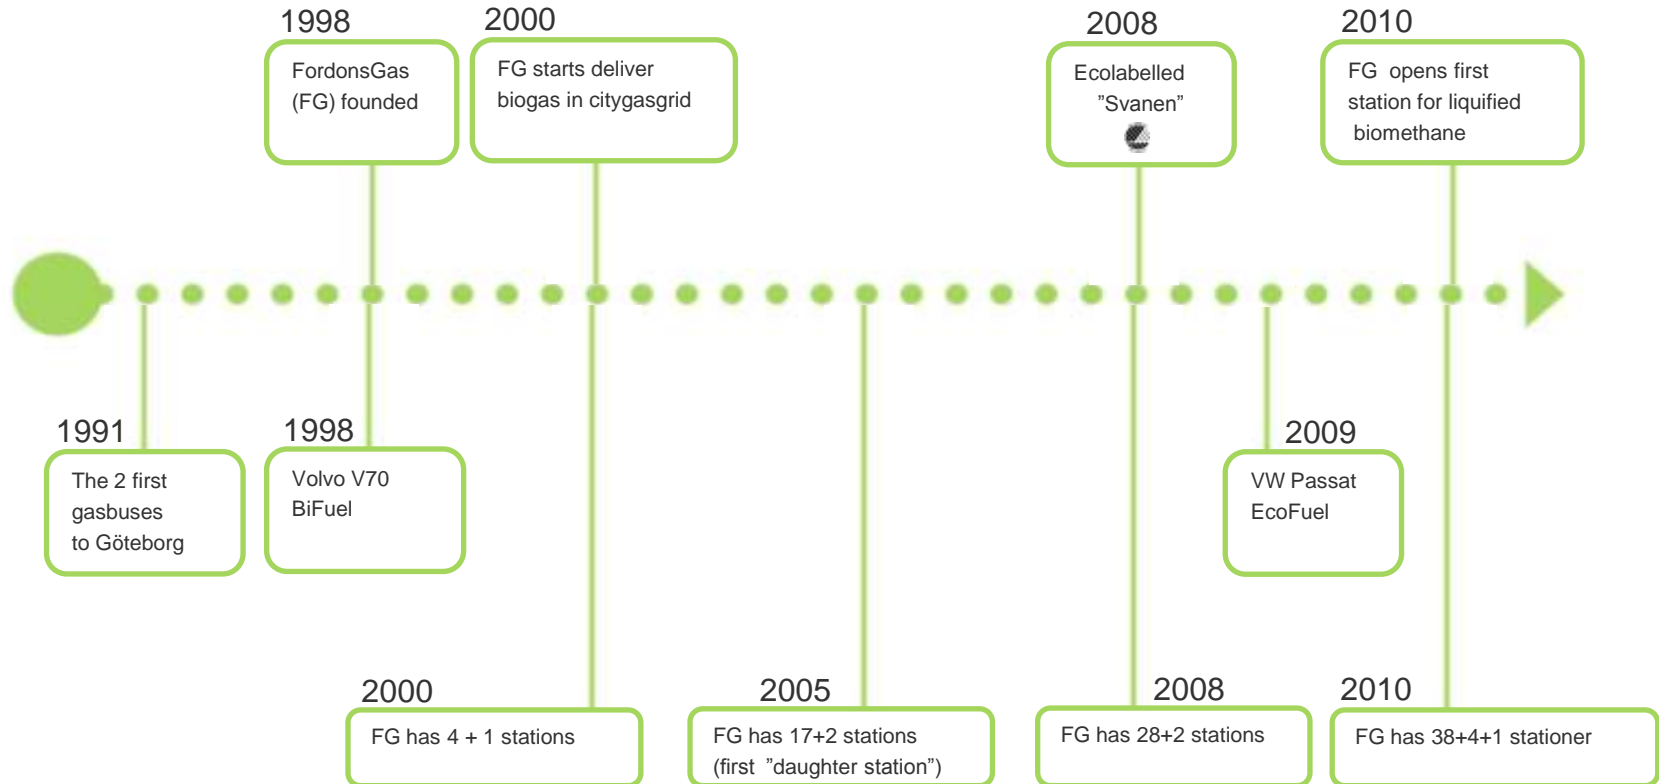 1998
FordonsGas
(FG) founded
2000
FG starts deliver
biogas in citygasgrid
2008
Ecolabelled
”Svanen”
2010
FG opens first
station for liquified
biomethane
1991
The 2 first
gasbuses
to Göteborg
1998
Volvo V70
BiFuel
2009
VW Passat
EcoFuel
2000
FG has 4 + 1 stations
2005
FG has 17+2 stations
(first ”daughter station”)
2008
FG has 28+2 stations
2010
FG has 38+4+1 stationer